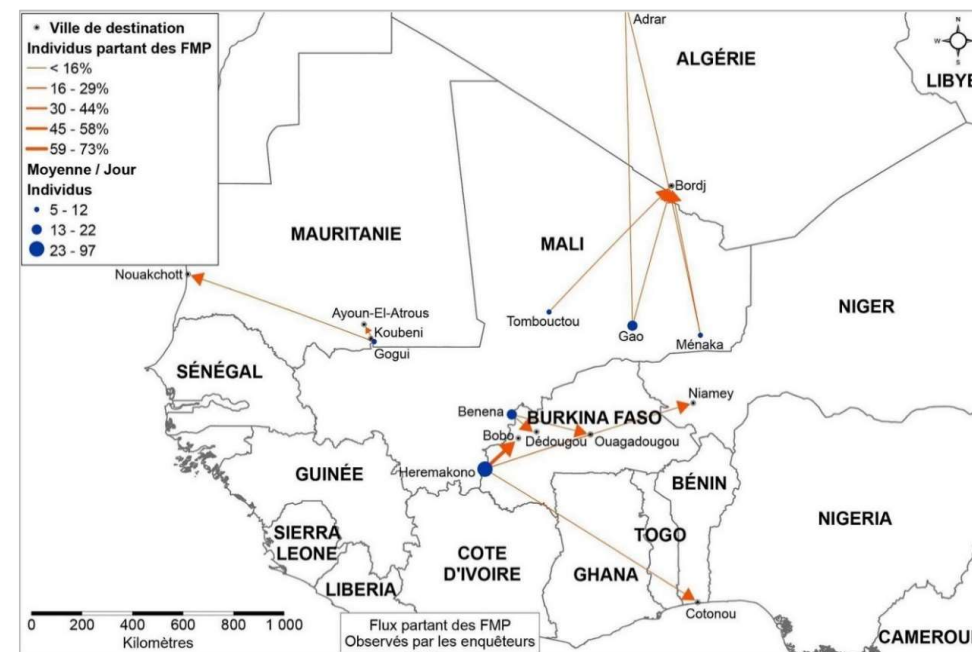 Ville de destination
Individus partant des FMP
< 16%
16 - 29%
30 - 44%
45 - 58%
59 - 73%
Moyenne / Jour
Individus
5 - 12
13 - 22
23 - 97
Adrar
ALGÉRIE
N
W
S
LIBYE
Bordj
MAURITANIE
MALI
NIGER
Nouakchott
Ayoun-El-Atrous
Koubeni
Gogui
Tombouctou
Gao
Ménaka
SÉNÉGAL
Niamey
Benena
BURKINA FASO
Bobo
Dédougou
Ouagadougou
Heremakono
GUINÉE
BÉNIN
NIGERIA
SIERRA
LEONE
TOGO
COTE
D'IVOIRE
GHANA
LIBERIA
Cotonou
CAMEROUN
0 200 400 600 800 1 000
Kilomètres
Flux partant des FMP
Observés par les enquêteurs